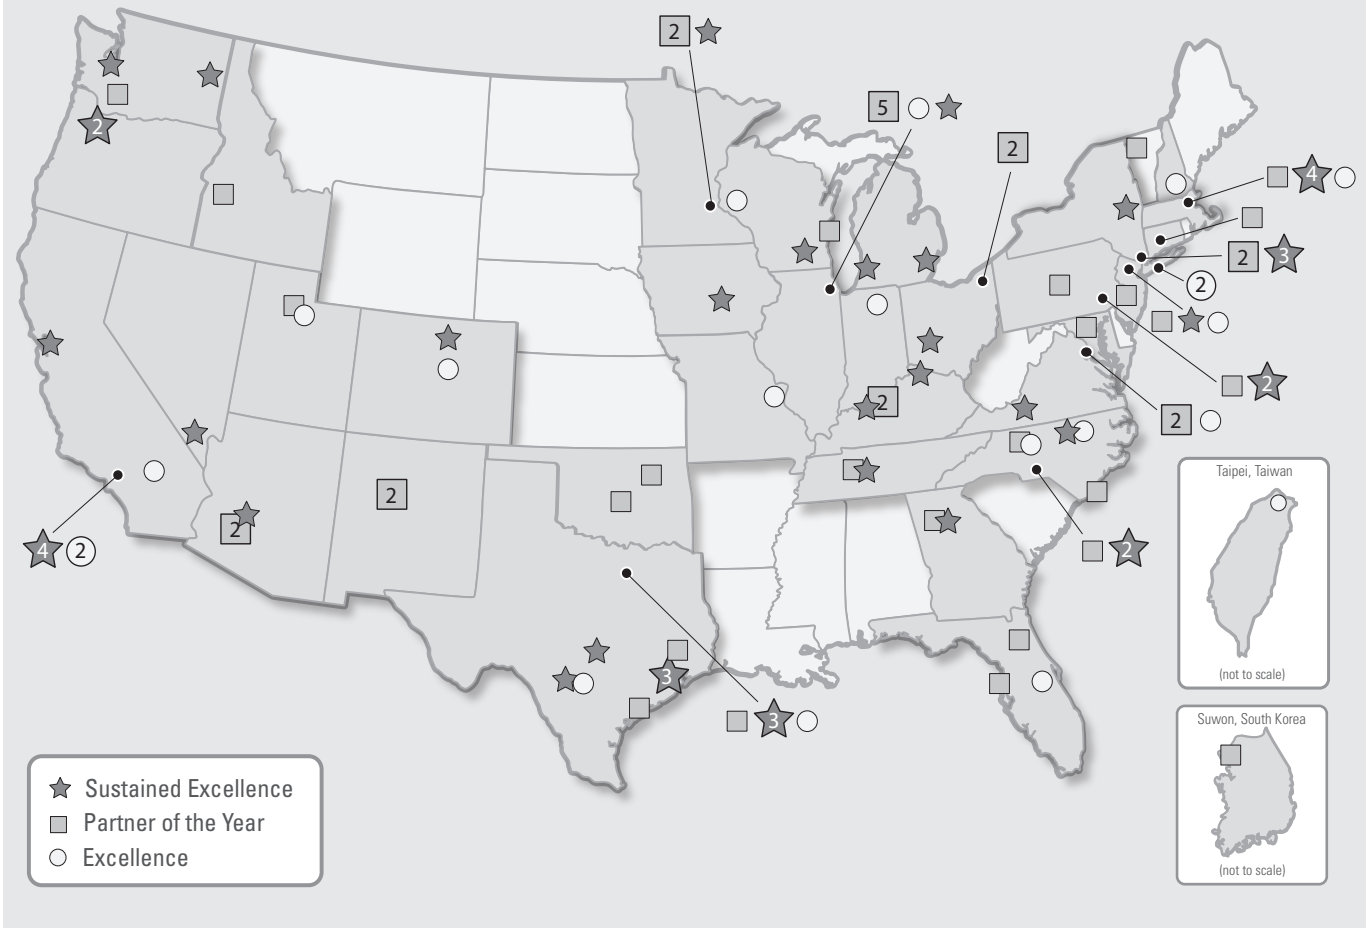 2
5
2
2
4
2 3
2
2
2
2
2
2
2
4 2
2
3
3
Taipei, Taiwan
(not to scale)
Suwon, South Korea
(not to scale)
Sustained Excellence
Partner of the Year
Excellence